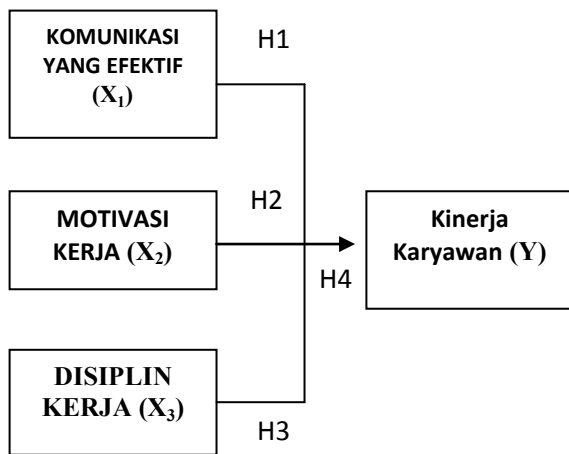 KOMUNIKASI
YANG EFEKTIF
(X₁)
H1
MOTIVASI
KERJA (X₂)
H2
Kinerja
Karyawan (Y)
H4
DISIPLIN
KERJA (X₃)
H3